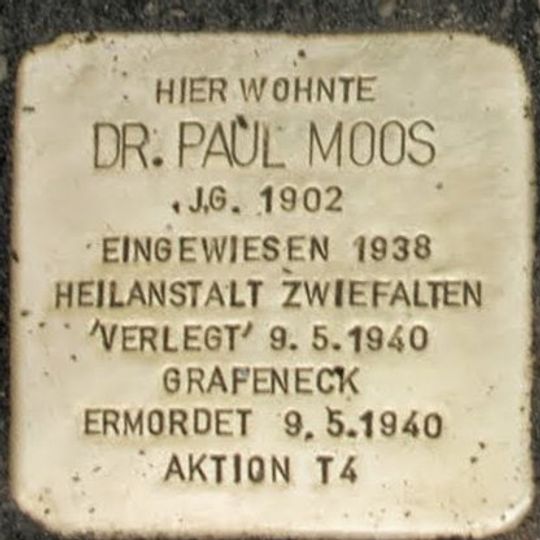 HIER WOHNTE
DR. PAUL MOOS
J.G. 1902
EINGEWIESEN 1938
HEILANSTALT ZWIEFALTEN
'VERLEGT' 9. 5. 1940
GRAFENECK
ERMORDET 9. 5. 1940
AKTION T4